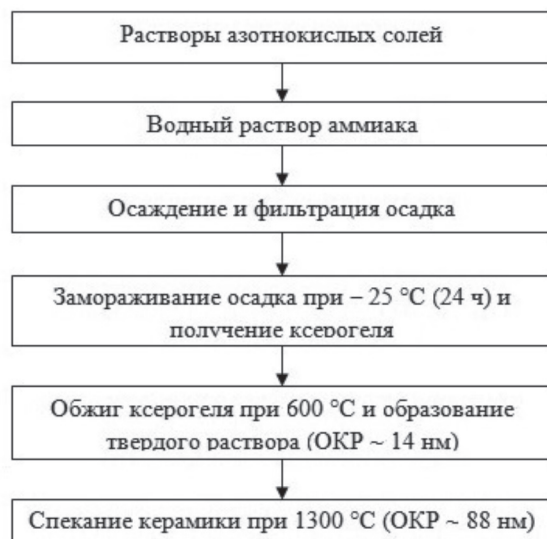 Растворы азотнокислых солей
Водный раствор аммиака
Осаждение и фильтрация осадка
Замораживание осадка при – 25 °С (24 ч) и
получение ксерогеля
Обжиг ксерогеля при 600 °С и образование
твердого раствора (ОКР ~ 14 нм)
Спекание керамики при 1300 °С (ОКР ~ 88 нм)